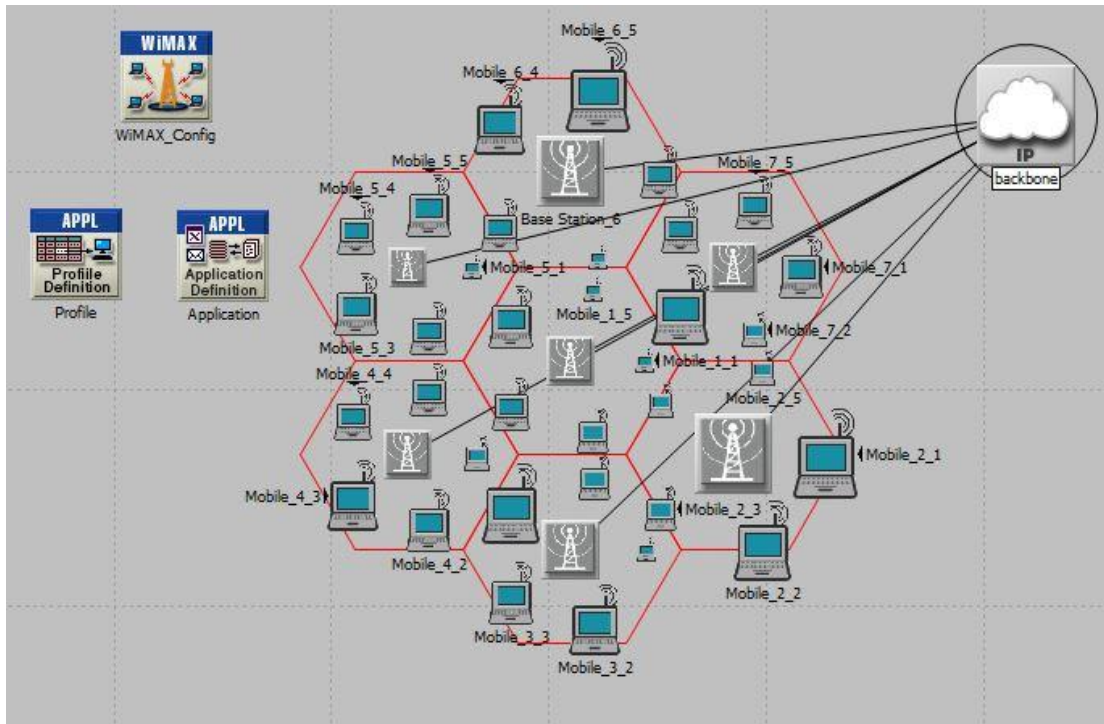 Mobile_6_5
WiMAX
Mobile_6_4
WiMAX_Config
IP
backbone
Mobile_5_5
Mobile_7_5
Mobile_5_4
APPL
Profiile
Definition
Profile
APPL
Application
Definition
Application
Base Station_6
Mobile_5_1
Mobile_7_1
Mobile_1_5
Mobile_7_2
Mobile_5_3
Mobile_1_1
Mobile_4_4
Mobile_2_5
Mobile_2_1
Mobile_4_3
Mobile_2_3
Mobile_4_2
Mobile_2_2
Mobile_3_3
Mobile_3_2